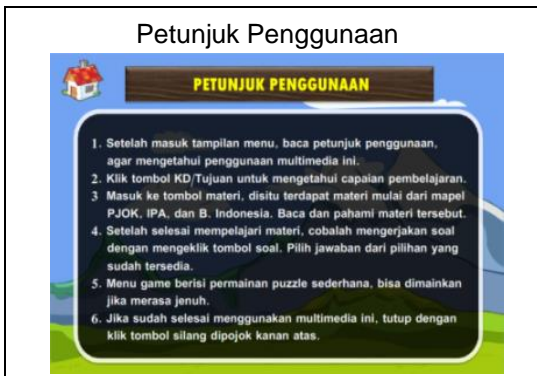 Petunjuk Penggunaan
PETUNJUK PENGGUNAAN
1. Setelah masuk tampilan menu, baca petunjuk penggunaan,
agar mengetahui penggunaan multimedia ini.
2. Klik tombol KD/Tujuan untuk mengetahui capaian pembelajaran.
3 Masuk ke tombol materi, disitu terdapat materi mulai dari mapel
PJOK, IPA, dan B. Indonesia. Baca dan pahami materi tersebut.
4. Setelah selesai mempelajari materi, cobalah mengerjakan soal
dengan mengeklik tombol soal. Pilih jawaban dari pilihan yang
sudah tersedia.
5. Menu game berisi permainan puzzle sederhana, bisa dimainkan
jika merasa jenuh.
6. Jika sudah selesai menggunakan multimedia ini, tutup dengan
klik tombol silang dipojok kanan atas.